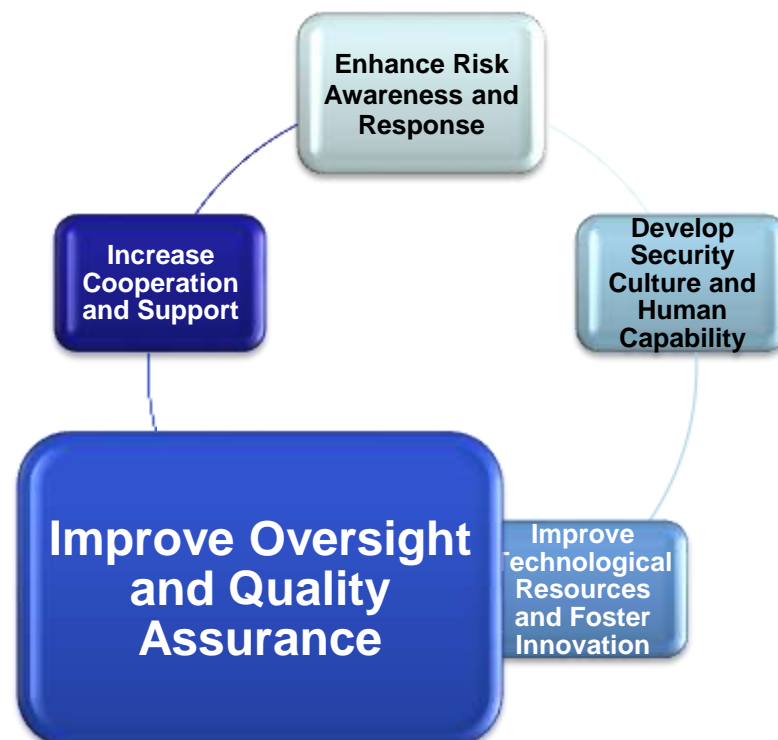 Enhance Risk
Awareness and
Response
Increase
Cooperation
and Support
Develop
Security
Culture and
Human
Capability
Improve Oversight
and Quality
Assurance
Improve
Technological
Resources
and Foster
Innovation